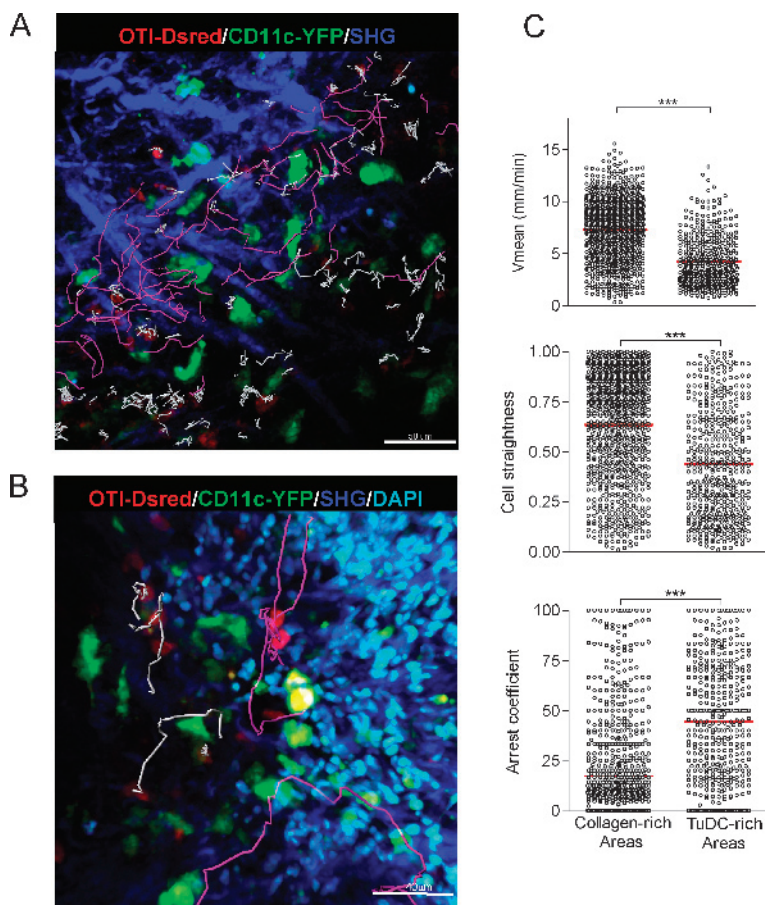 A
OTI-Dsred/CD11c-YFP/SHG
50μm
B
OTI-Dsred/CD11c-YFP/SHG/DAPI
40μm
C
***
Vmean (mm/min)
15
10
5
0
***
Cell straightness
1.00
0.75
0.50
0.25
0.00
***
Arrest coefficient
100
75
50
25
0
Collagen-rich Areas
TuDC-rich Areas